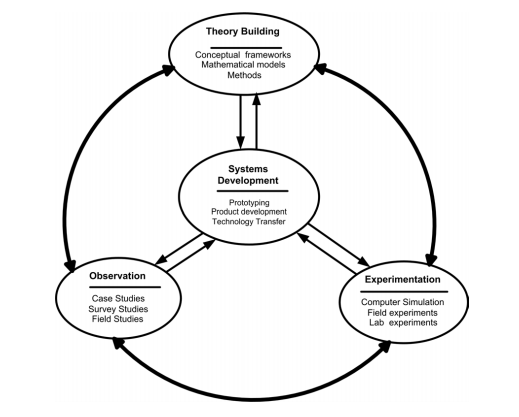 Theory Building
Conceptual frameworks
Mathematical models
Methods
Systems
Development
Prototyping
Product development
Technology Transfer
Observation
Case Studies
Survey Studies
Field Studies
Experimentation
Computer Simulation
Field experiments
Lab experiments